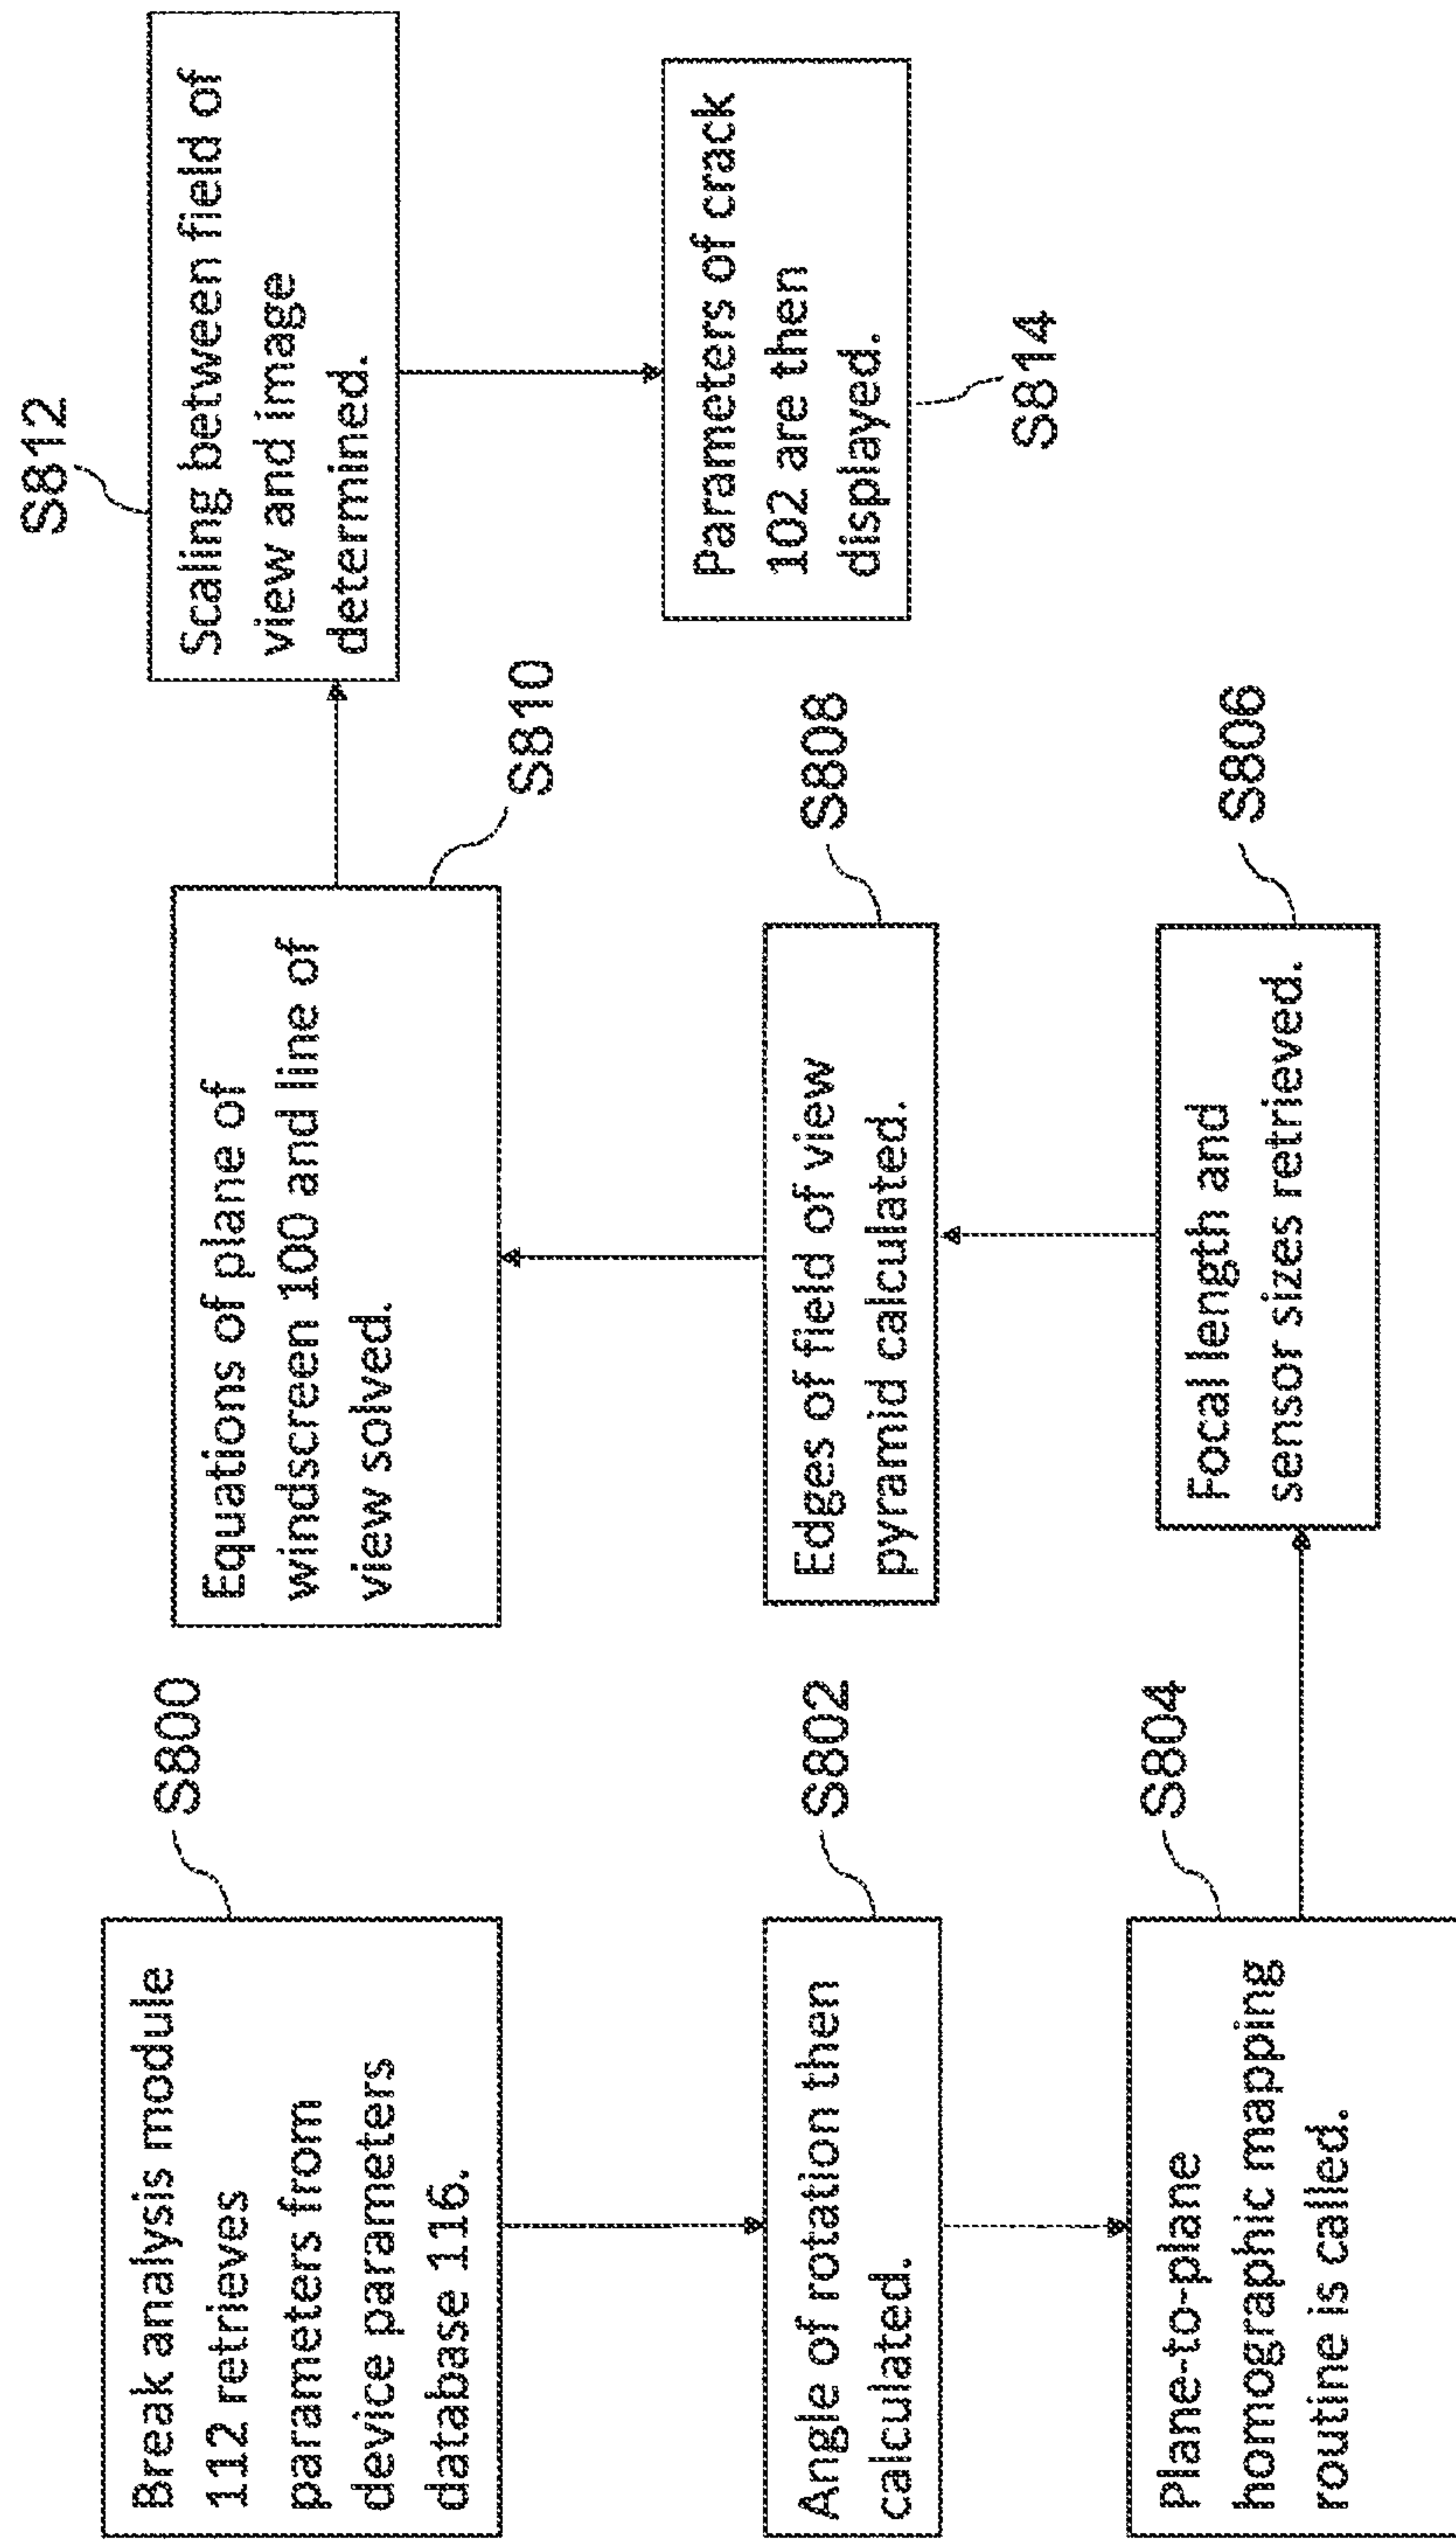 Break analysis module
112 retrieves
parameters from
device parameters
database 116.
S800
Angle of rotation then
calculated.
S802
Plane-to-plane
homographic mapping
routine is called.
S804
Focal length and
sensor sizes retrieved.
S806
Edges of field of view
pyramid calculated.
S808
Equations of plane of
windscreen 100 and line of
view solved.
S810
Scaling between field of
view and image
determined.
S812
Parameters of crack
102 are then
displayed.
S814